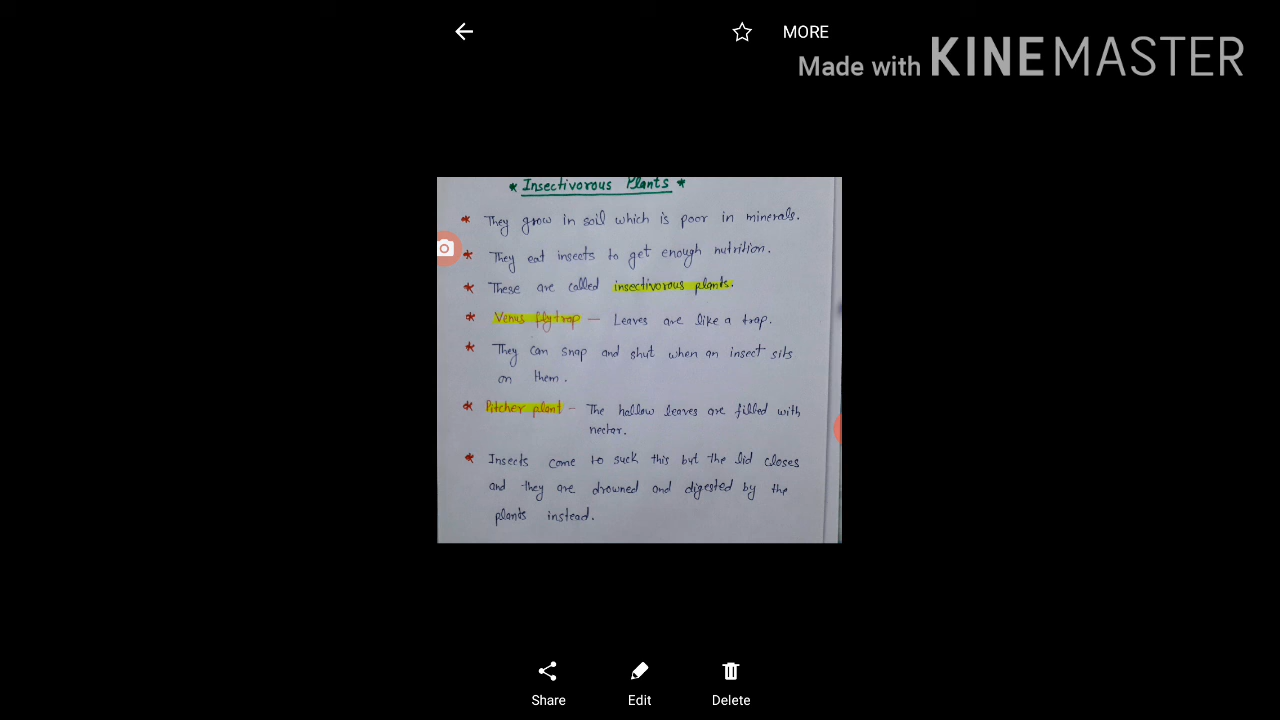 MORE
Made with KINEMASTER
* Insectivorous Plants *
* They grow in soil which is poor in minerals.
* They eat insects to get enough nutrition.
* These are called insectivorous plants.
* Venus flytrap — Leaves are like a trap.
* They can snap and shut when an insect sits
on them.
* Pitcher plant - The hollow leaves are filled with
nectar.
* Insects come to suck this but the lid closes
and they are drowned and digested by the
plants instead.
Share Edit Delete